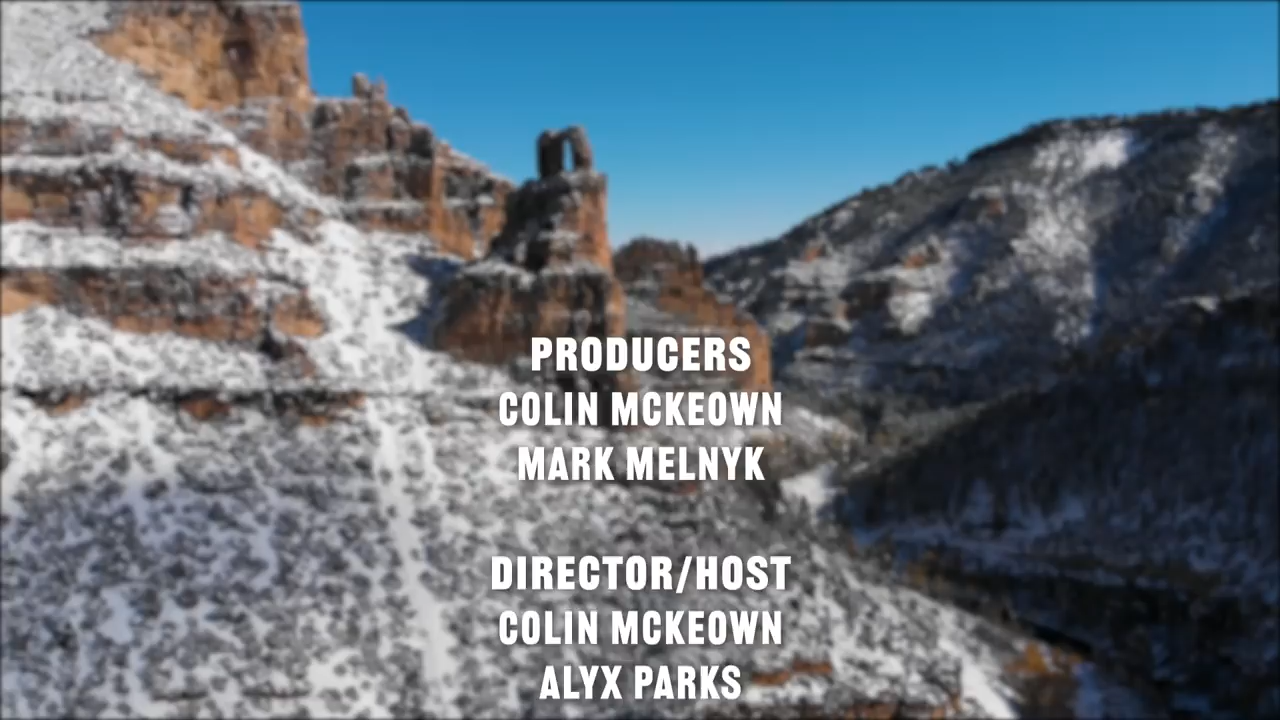 PRODUCERS
COLIN MCKEOWN
MARK MELNYK
DIRECTOR/HOST
COLIN MCKEOWN
ALYX PARKS